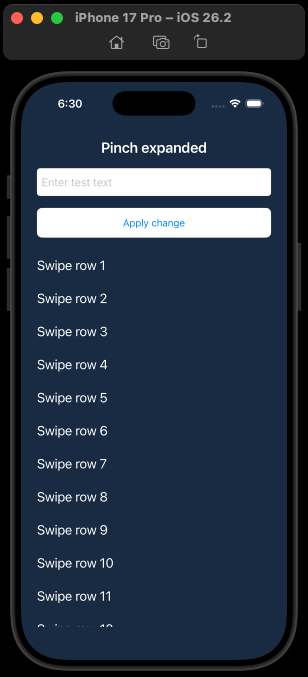 iPhone 17 Pro – iOS 26.2
6:30
Pinch expanded
Enter test text
Apply change
Swipe row 1
Swipe row 2
Swipe row 3
Swipe row 4
Swipe row 5
Swipe row 6
Swipe row 7
Swipe row 8
Swipe row 9
Swipe row 10
Swipe row 11